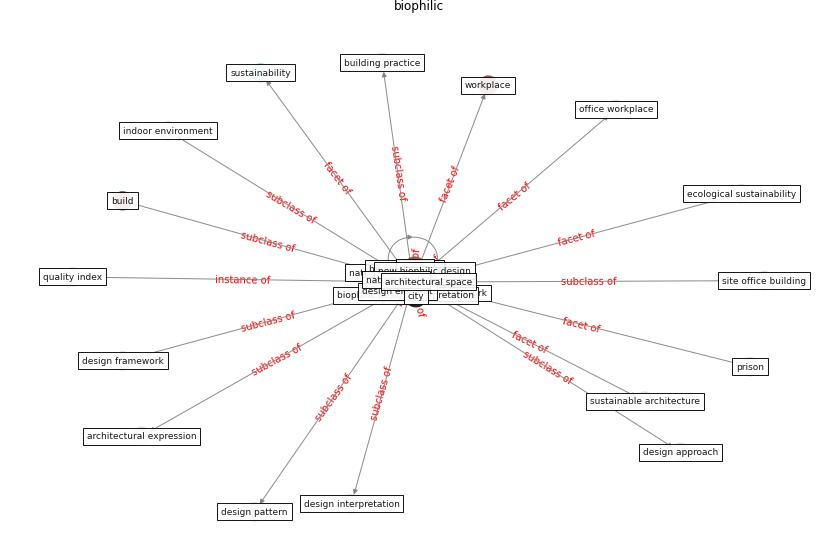 biophilic
building practice
sustainability
workplace
office workplace
indoor environment
subclass of
facet of
facet of
facet of
build
subclass of
ecological sustainability
subclass of
facet of
quality index
instance of
new biophilic design
architectural space
city
subclass of
site office building
design framework
subclass of
subclass of
facet of
facet of
subclass of
prison
sustainable architecture
architectural expression
subclass of
subclass of
design approach
design pattern
design interpretation